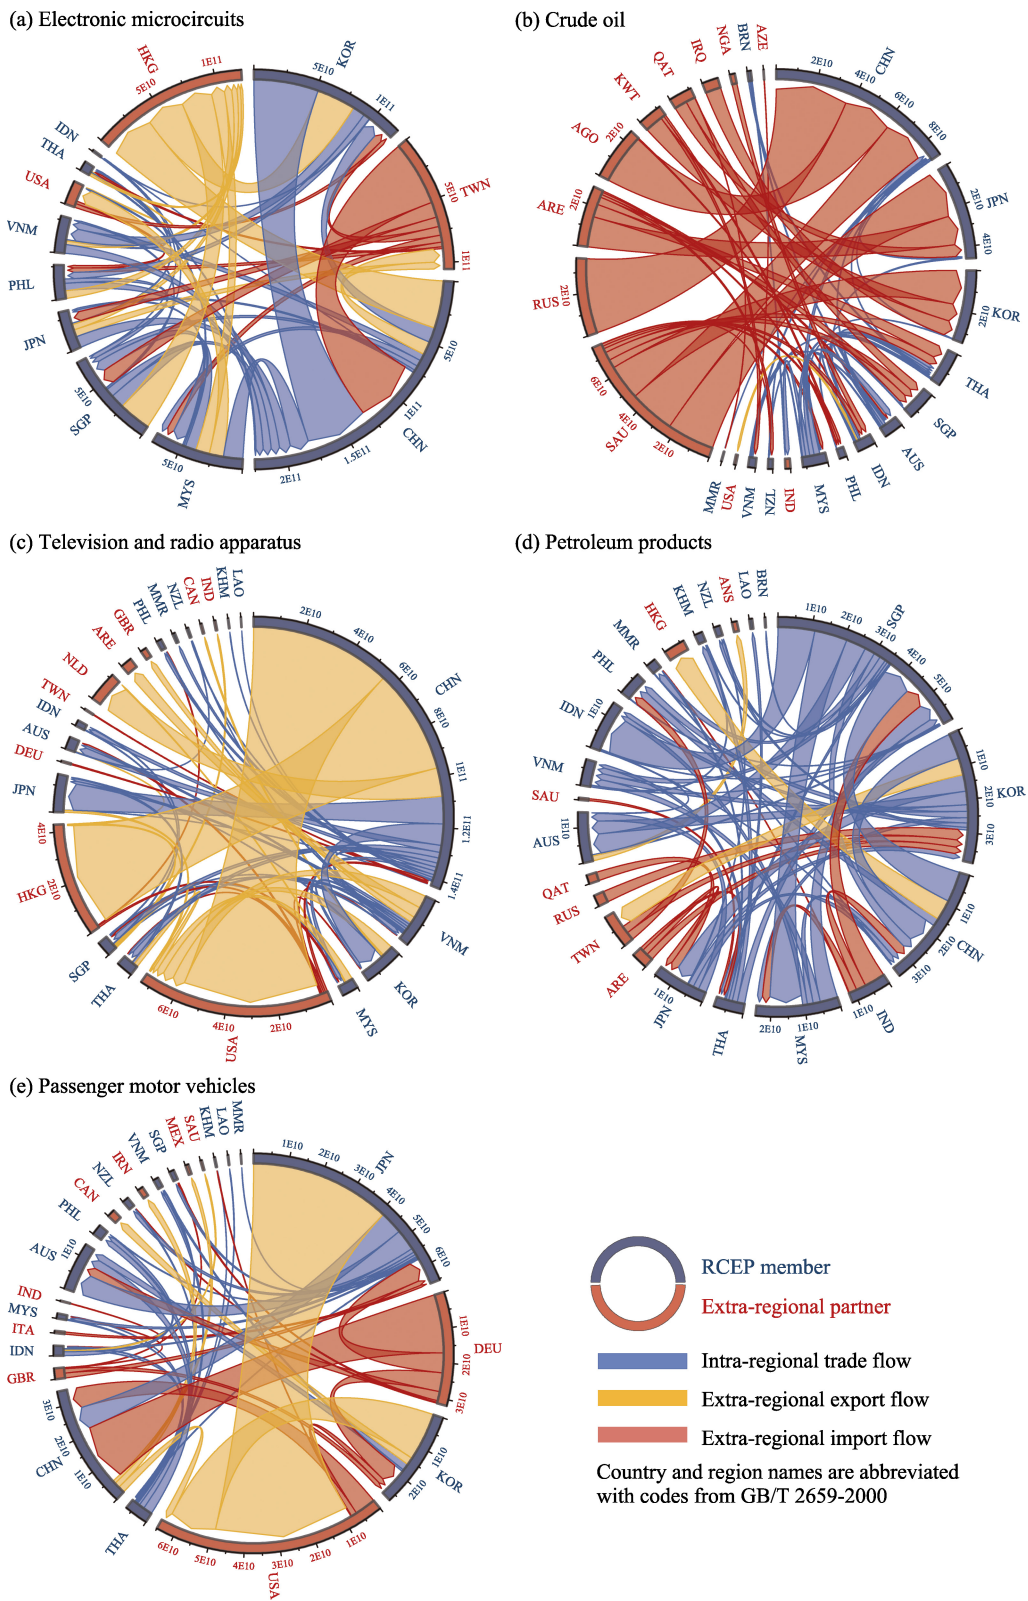 (a) Electronic microcircuits
HKG
5E10
1E11
KOR
5E10
1E11
TWN
5E10
1E11
CHN
5E10
1E11
1.5E11
2E11
MYS
5E10
SGP
5E10
JPN
PHL
VNM
USA
THA
IDN
(b) Crude oil
CHN
2E10
4E10
6E10
8E10
JPN
2E10
4E10
KOR
2E10
THA
SGP
AUS
IDN
PHL
MYS
IND
NZL
VNM
USA
MMR
SAU
2E10
4E10
6E10
RUS
2E10
ARE
2E10
AGO
2E10
KWT
QAT
IRQ
NGA
BRN
AZE
(c) Television and radio apparatus
CHN
2E10
4E10
6E10
8E10
1E11
1.2E11
1.4E11
VNM
KOR
MYS
USA
2E10
4E10
6E10
THA
SGP
HKG
2E10
4E10
JPN
DEU
AUS
IDN
TWN
NLD
ARE
GBR
PHL
MMR
NZL
CAN
IND
KHM
LAO
(d) Petroleum products
SGP
1E10
2E10
3E10
4E10
5E10
KOR
1E10
2E10
3E10
CHN
1E10
2E10
3E10
IND
1E10
MYS
1E10
2E10
THA
JPN
1E10
ARE
TWN
RUS
QAT
AUS
1E10
SAU
VNM
IDN
1E10
PHL
MMR
HKG
KHM
NZL
ANS
LAO
BRN
(e) Passenger motor vehicles
JPN
1E10
2E10
3E10
4E10
5E10
6E10
DEU
1E10
2E10
3E10
KOR
1E10
2E10
USA
1E10
2E10
3E10
4E10
5E10
6E10
THA
CHN
1E10
2E10
3E10
GBR
IDN
ITA
MYS
IND
AUS
1E10
PHL
CAN
NZL
IRN
VNM
SGP
MEX
SAU
KHM
LAO
MMR
RCEP member
Extra-regional partner
Intra-regional trade flow
Extra-regional export flow
Extra-regional import flow
Country and region names are abbreviated
with codes from GB/T 2659-2000